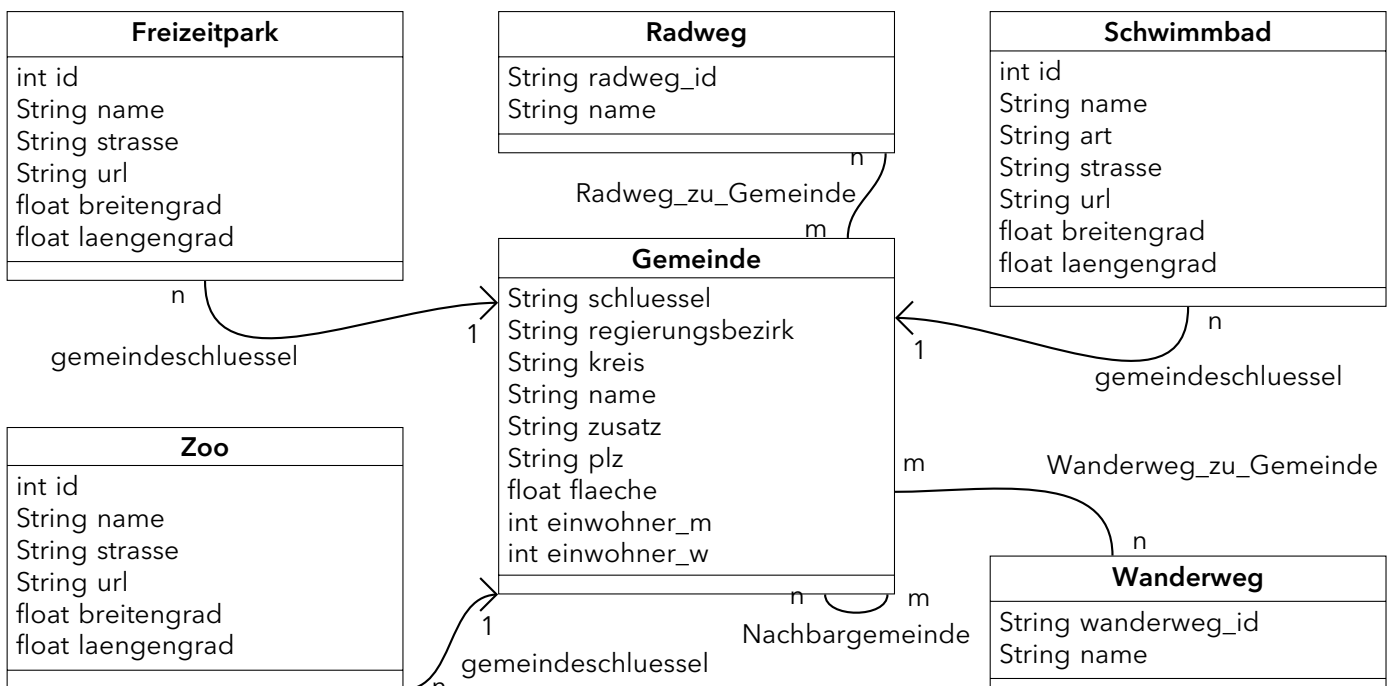 Freizeitpark
int id
String name
String strasse
String url
float breitengrad
float laengengrad
n
1
gemeindeschluessel
Radweg
String radweg_id
String name
n
Radweg_zu_Gemeinde
m
Schwimmbad
int id
String name
String art
String strasse
String url
float breitengrad
float laengengrad
n
1
gemeindeschluessel
Gemeinde
String schluessel
String regierungsbezirk
String kreis
String name
String zusatz
String plz
float flaeche
int einwohner_m
int einwohner_w
n
m
Nachbargemeinde
Zoo
int id
String name
String strasse
String url
float breitengrad
float laengengrad
n
1
gemeindeschluessel
m
Wanderweg_zu_Gemeinde
n
Wanderweg
String wanderweg_id
String name